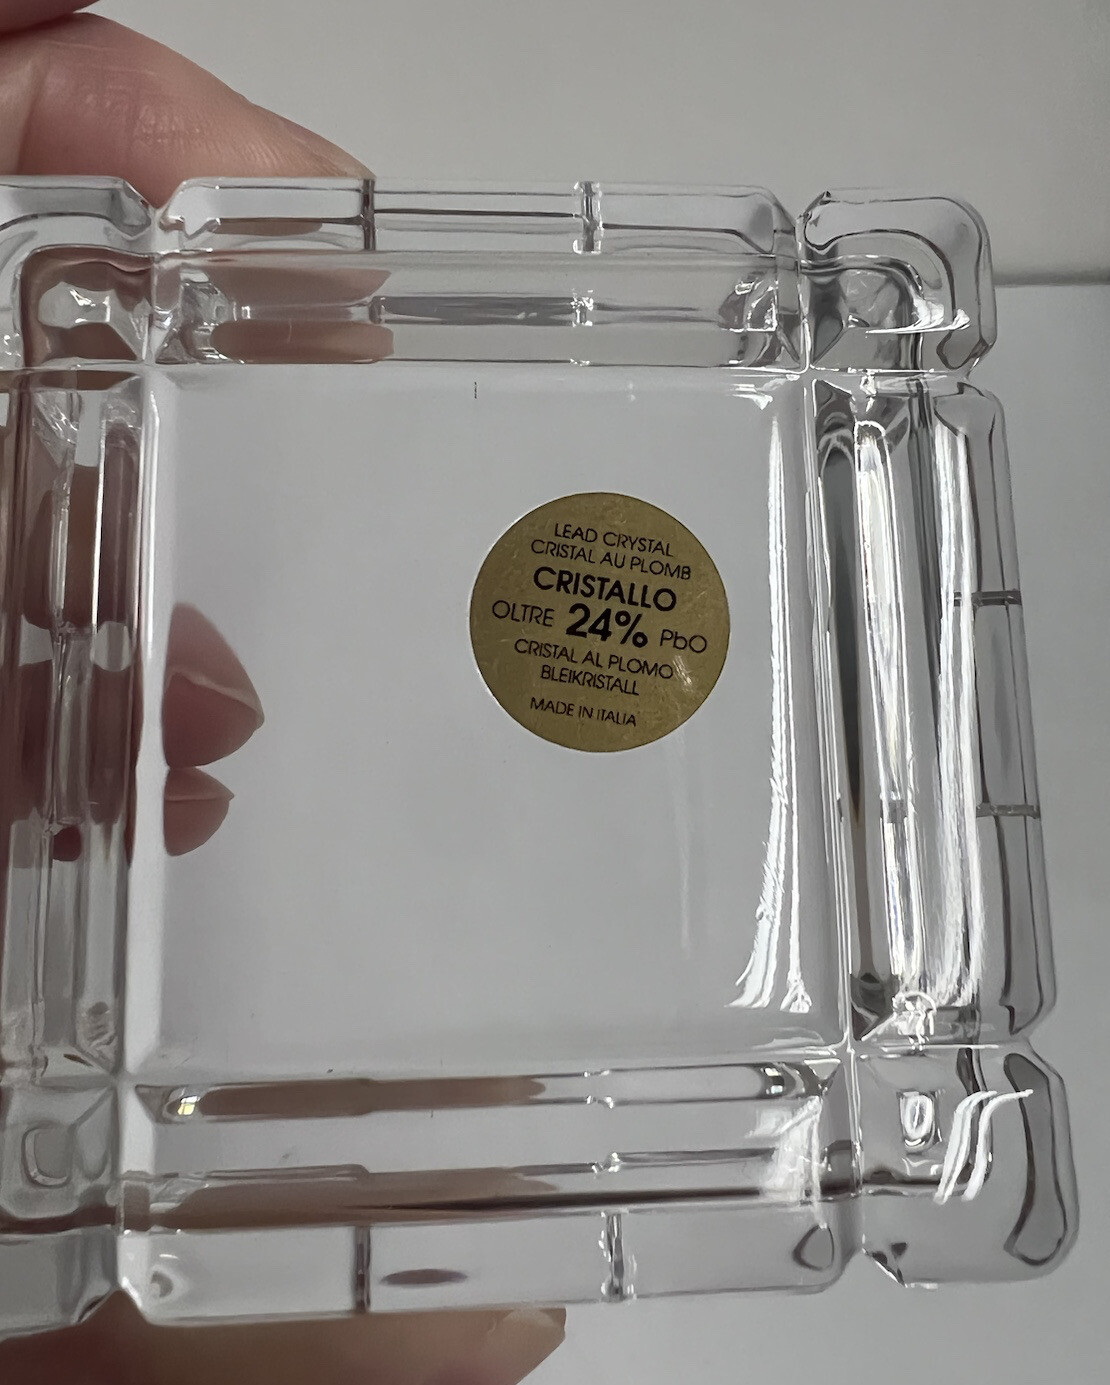 LEAD CRYSTAL
CRISTAL AU PLOMB
CRISTALLO
OLTRE 24% PbO
CRISTAL AL PLOMO
BLEIKRISTALL
MADE IN ITALIA